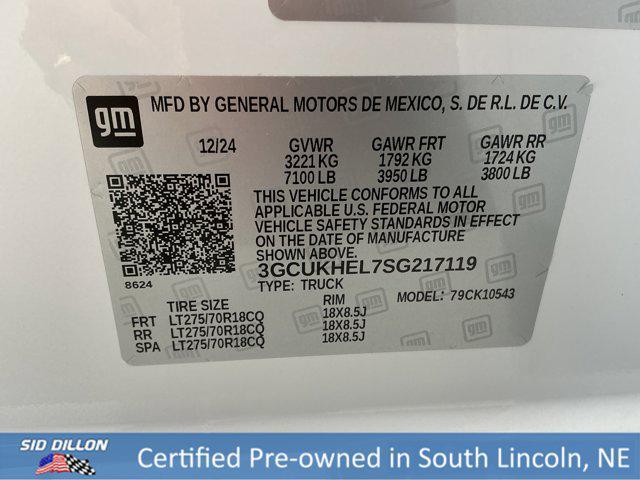 gm
MFD BY GENERAL MOTORS DE MEXICO, S. DE R.L. DE C.V.
12/24 GVWR GAWR FRT GAWR RR
3221 KG 1792 KG 1724 KG
7100 LB 3950 LB 3800 LB
THIS VEHICLE CONFORMS TO ALL
APPLICABLE U.S. FEDERAL MOTOR
VEHICLE SAFETY STANDARDS IN EFFECT
ON THE DATE OF MANUFACTURE
SHOWN ABOVE.
8624
3GCUKHEL7SG217119
TYPE: TRUCK MODEL: 79CK10543
TIRE SIZE RIM
FRT LT275/70R18CQ 18X8.5J
RR LT275/70R18CQ 18X8.5J
SPA LT275/70R18CQ 18X8.5J
SID DILLON
Certified Pre-owned in South Lincoln, NE